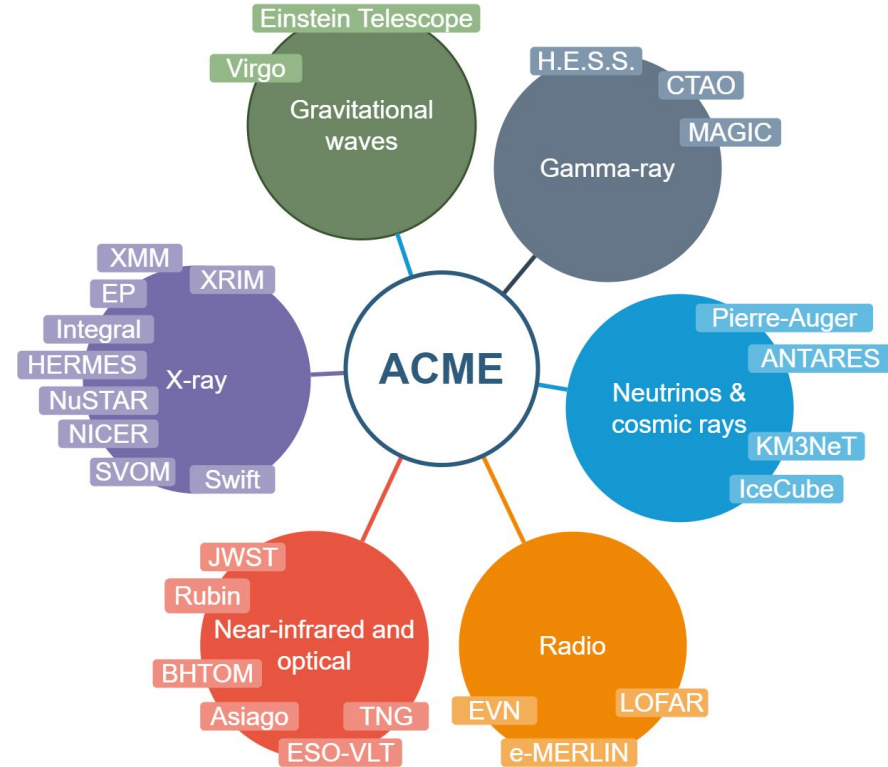 Einstein Telescope
Virgo
Gravitational
waves
H.E.S.S.
CTAO
MAGIC
Gamma-ray
XMM
XRIM
EP
Integral
HERMES
NuSTAR
NICER
SVOM
Swift
X-ray
ACME
Pierre-Auger
ANTARES
Neutrinos &
cosmic rays
KM3NeT
IceCube
JWST
Rubin
Near-infrared and
optical
BHTOM
Asiago
TNG
ESO-VLT
Radio
EVN
LOFAR
e-MERLIN